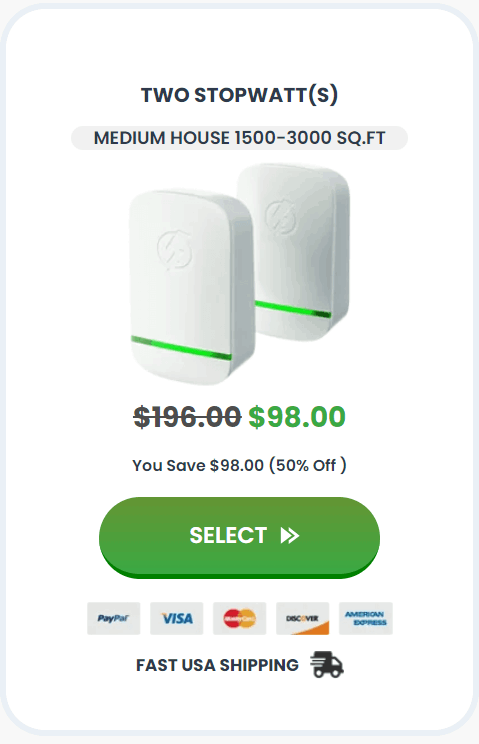 TWO STOPWATT(S)
MEDIUM HOUSE 1500-3000 SQ.FT
$196.00 $98.00
You Save $98.00 (50% Off )
SELECT
PayPal VISA MasterCard DISCOVER AMERICAN EXPRESS
FAST USA SHIPPING